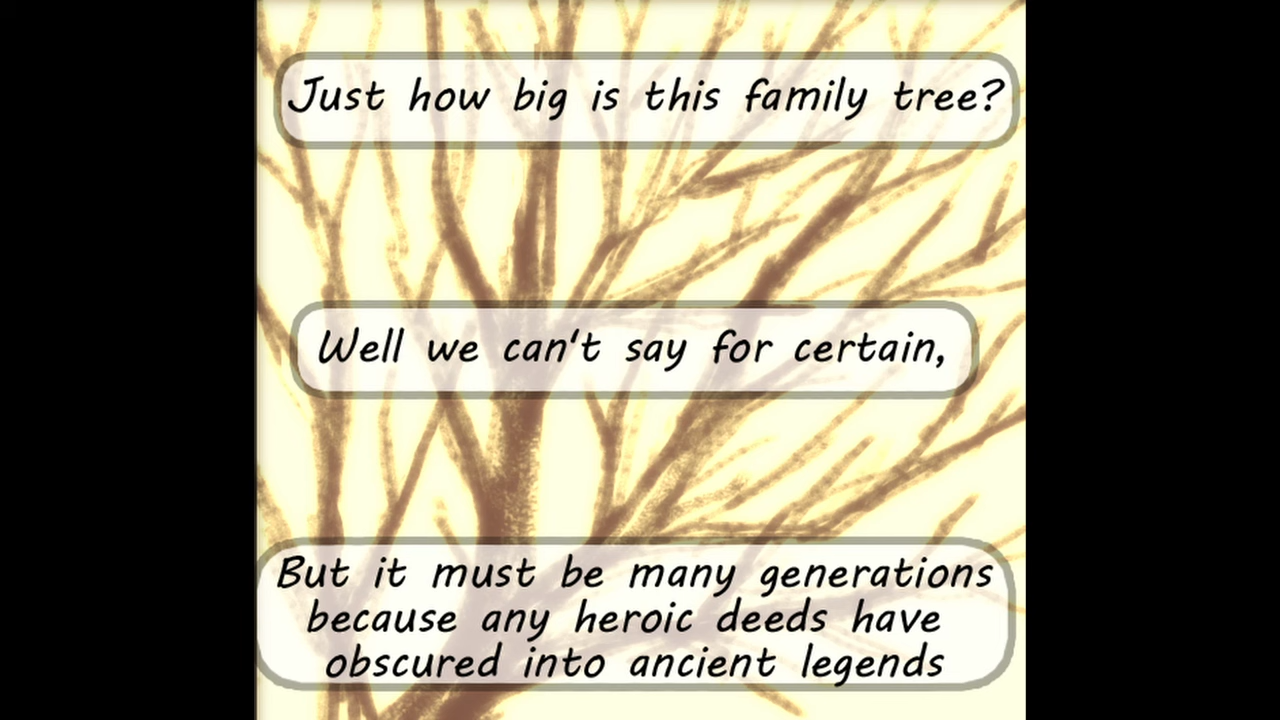 Just how big is this family tree?
Well we can't say for certain,
But it must be many generations
because any heroic deeds have
obscured into ancient legends